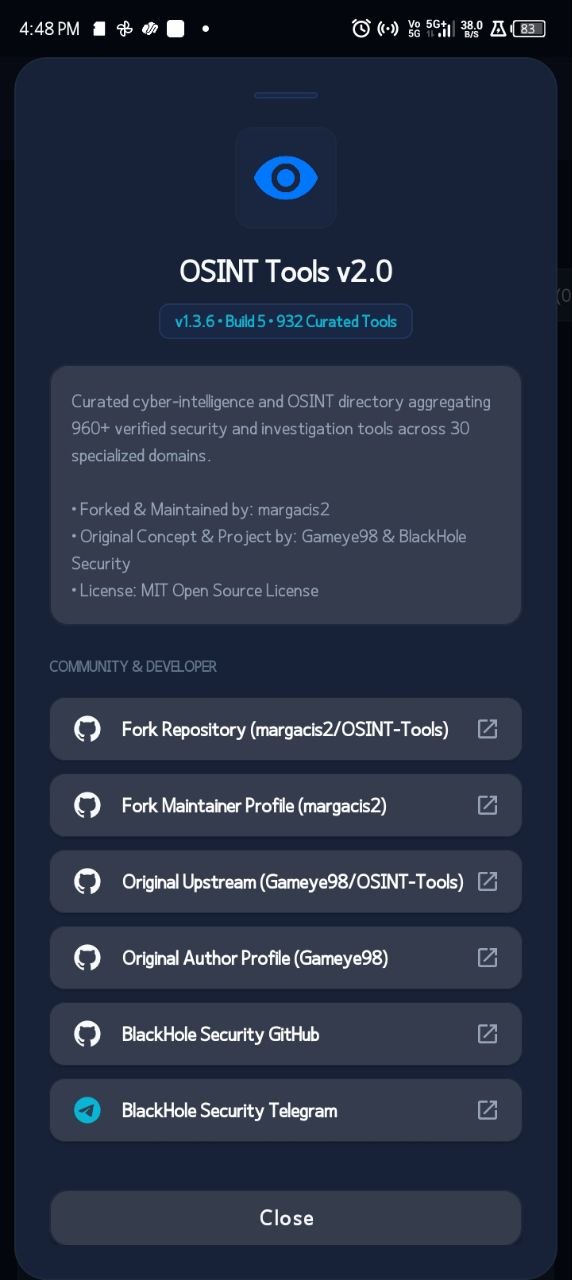 4:48 PM
Vo 5G 5G+ 38.0 B/S 83
OSINT Tools v2.0
v1.3.6 • Build 5 • 932 Curated Tools
(0
Curated cyber-intelligence and OSINT directory aggregating
960+ verified security and investigation tools across 30
specialized domains.
• Forked & Maintained by: margacis2
• Original Concept & Project by: Gameye98 & BlackHole
Security
• License: MIT Open Source License
COMMUNITY & DEVELOPER
Fork Repository (margacis2/OSINT-Tools)
Fork Maintainer Profile (margacis2)
Original Upstream (Gameye98/OSINT-Tools)
Original Author Profile (Gameye98)
BlackHole Security GitHub
BlackHole Security Telegram
Close